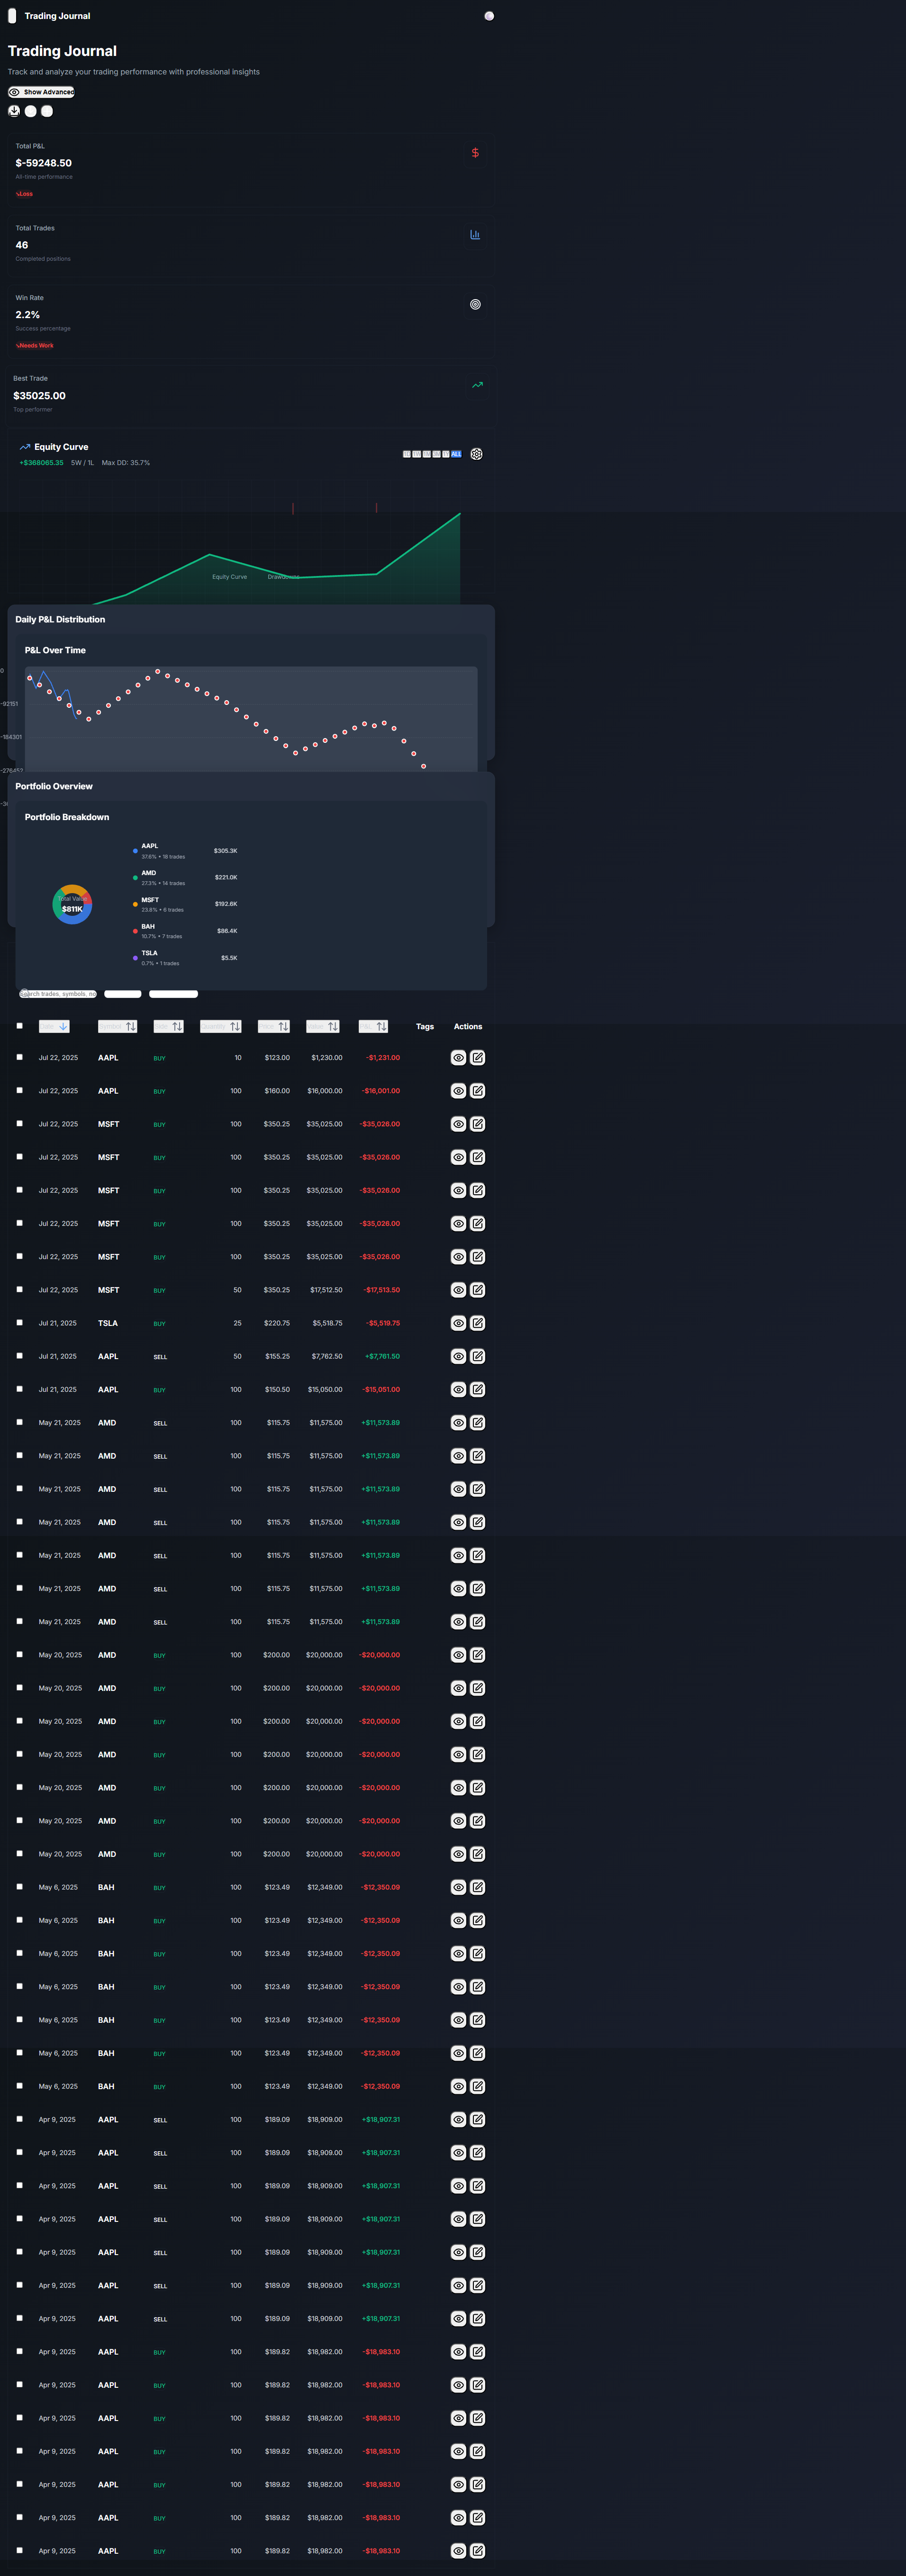 Trading Journal
Trading Journal
Track and analyze your trading performance with professional insights
Show Advanced
Total P&L
$-59248.50
All-time performance
Loss
Total Trades
46
Completed positions
Win Rate
2.2%
Success percentage
Needs Work
Best Trade
$35025.00
Top performer
Equity Curve
ALL
+$368065.35 5W / 1L Max DD: 35.7%
Equity Curve Drawdowns
Daily P&L Distribution
P&L Over Time
0
-92151
-184301
-276452
Portfolio Overview
Portfolio Breakdown
AAPL
37.6% • 18 trades
$305.3K
AMD
27.3% • 14 trades
$221.0K
MSFT
23.8% • 6 trades
$192.6K
BAH
10.7% • 7 trades
$86.4K
TSLA
0.7% • 1 trades
$5.5K
Total Value
$811K
Search trades, symbols, no
Date Symbol Side Quantity Price Value P&L Tags Actions
Jul 22, 2025 AAPL BUY 10 $123.00 $1,230.00 -$1,231.00
Jul 22, 2025 AAPL BUY 100 $160.00 $16,000.00 -$16,001.00
Jul 22, 2025 MSFT BUY 100 $350.25 $35,025.00 -$35,026.00
Jul 22, 2025 MSFT BUY 100 $350.25 $35,025.00 -$35,026.00
Jul 22, 2025 MSFT BUY 100 $350.25 $35,025.00 -$35,026.00
Jul 22, 2025 MSFT BUY 100 $350.25 $35,025.00 -$35,026.00
Jul 22, 2025 MSFT BUY 100 $350.25 $35,025.00 -$35,026.00
Jul 22, 2025 MSFT BUY 50 $350.25 $17,512.50 -$17,513.50
Jul 21, 2025 TSLA BUY 25 $220.75 $5,518.75 -$5,519.75
Jul 21, 2025 AAPL SELL 50 $155.25 $7,762.50 +$7,761.50
Jul 21, 2025 AAPL BUY 100 $150.50 $15,050.00 -$15,051.00
May 21, 2025 AMD SELL 100 $115.75 $11,575.00 +$11,573.89
May 21, 2025 AMD SELL 100 $115.75 $11,575.00 +$11,573.89
May 21, 2025 AMD SELL 100 $115.75 $11,575.00 +$11,573.89
May 21, 2025 AMD SELL 100 $115.75 $11,575.00 +$11,573.89
May 21, 2025 AMD SELL 100 $115.75 $11,575.00 +$11,573.89
May 21, 2025 AMD SELL 100 $115.75 $11,575.00 +$11,573.89
May 21, 2025 AMD SELL 100 $115.75 $11,575.00 +$11,573.89
May 20, 2025 AMD BUY 100 $200.00 $20,000.00 -$20,000.00
May 20, 2025 AMD BUY 100 $200.00 $20,000.00 -$20,000.00
May 20, 2025 AMD BUY 100 $200.00 $20,000.00 -$20,000.00
May 20, 2025 AMD BUY 100 $200.00 $20,000.00 -$20,000.00
May 20, 2025 AMD BUY 100 $200.00 $20,000.00 -$20,000.00
May 20, 2025 AMD BUY 100 $200.00 $20,000.00 -$20,000.00
May 20, 2025 AMD BUY 100 $200.00 $20,000.00 -$20,000.00
May 6, 2025 BAH BUY 100 $123.49 $12,349.00 -$12,350.09
May 6, 2025 BAH BUY 100 $123.49 $12,349.00 -$12,350.09
May 6, 2025 BAH BUY 100 $123.49 $12,349.00 -$12,350.09
May 6, 2025 BAH BUY 100 $123.49 $12,349.00 -$12,350.09
May 6, 2025 BAH BUY 100 $123.49 $12,349.00 -$12,350.09
May 6, 2025 BAH BUY 100 $123.49 $12,349.00 -$12,350.09
May 6, 2025 BAH BUY 100 $123.49 $12,349.00 -$12,350.09
Apr 9, 2025 AAPL SELL 100 $189.09 $18,909.00 +$18,907.31
Apr 9, 2025 AAPL SELL 100 $189.09 $18,909.00 +$18,907.31
Apr 9, 2025 AAPL SELL 100 $189.09 $18,909.00 +$18,907.31
Apr 9, 2025 AAPL SELL 100 $189.09 $18,909.00 +$18,907.31
Apr 9, 2025 AAPL SELL 100 $189.09 $18,909.00 +$18,907.31
Apr 9, 2025 AAPL SELL 100 $189.09 $18,909.00 +$18,907.31
Apr 9, 2025 AAPL SELL 100 $189.09 $18,909.00 +$18,907.31
Apr 9, 2025 AAPL BUY 100 $189.82 $18,982.00 -$18,983.10
Apr 9, 2025 AAPL BUY 100 $189.82 $18,982.00 -$18,983.10
Apr 9, 2025 AAPL BUY 100 $189.82 $18,982.00 -$18,983.10
Apr 9, 2025 AAPL BUY 100 $189.82 $18,982.00 -$18,983.10
Apr 9, 2025 AAPL BUY 100 $189.82 $18,982.00 -$18,983.10
Apr 9, 2025 AAPL BUY 100 $189.82 $18,982.00 -$18,983.10
Apr 9, 2025 AAPL BUY 100 $189.82 $18,982.00 -$18,983.10